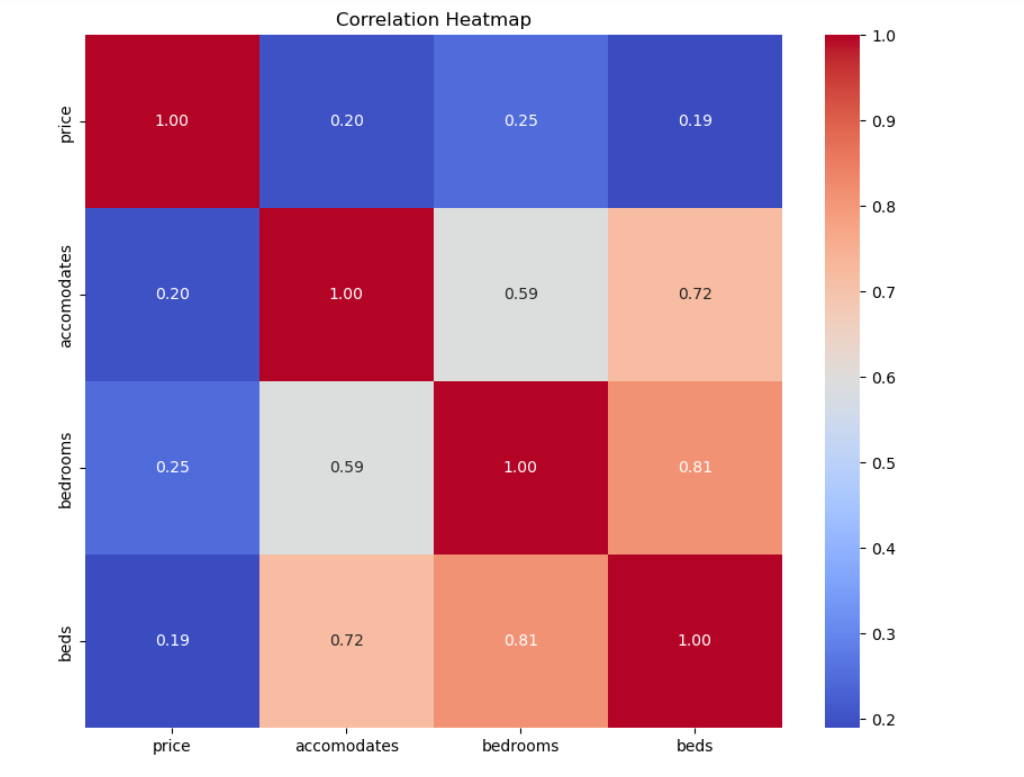 Correlation Heatmap
price 1.00 0.20 0.25 0.19
accomodates 0.20 1.00 0.59 0.72
bedrooms 0.25 0.59 1.00 0.81
beds 0.19 0.72 0.81 1.00
price accomodates bedrooms beds
1.0
0.9
0.8
0.7
0.6
0.5
0.4
0.3
0.2